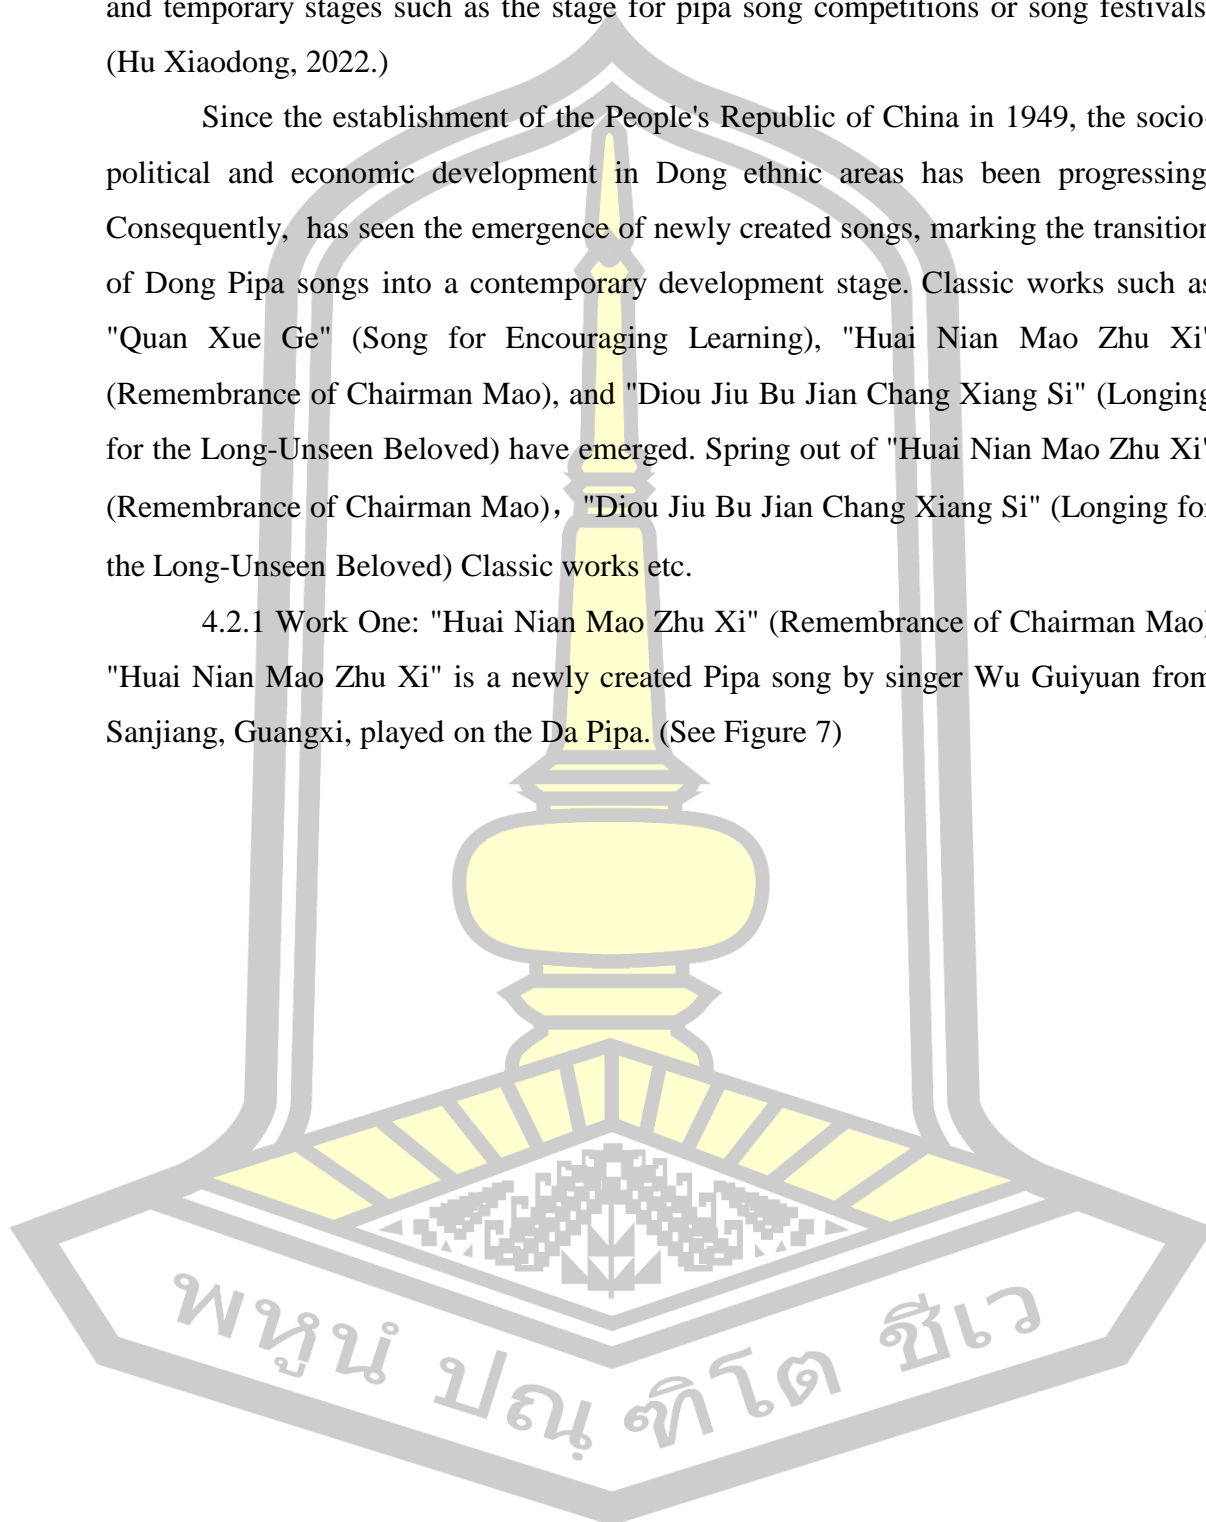 and temporary stages such as the stage for pipa song competitions or song festivals
(Hu Xiaodong, 2022.)
Since the establishment of the People's Republic of China in 1949, the socio-
political and economic development in Dong ethnic areas has been progressing
Consequently, has seen the emergence of newly created songs, marking the transition
of Dong Pipa songs into a contemporary development stage. Classic works such as
"Quan Xue Ge" (Song for Encouraging Learning), "Huai Nian Mao Zhu Xi"
(Remembrance of Chairman Mao), and "Diou Jiu Bu Jian Chang Xiang Si" (Longing
for the Long-Unseen Beloved) have emerged. Spring out of "Huai Nian Mao Zhu Xi"
(Remembrance of Chairman Mao)，"Diou Jiu Bu Jian Chang Xiang Si" (Longing for
the Long-Unseen Beloved) Classic works etc.
4.2.1 Work One: "Huai Nian Mao Zhu Xi" (Remembrance of Chairman Mao)
"Huai Nian Mao Zhu Xi" is a newly created Pipa song by singer Wu Guiyuan from
Sanjiang, Guangxi, played on the Da Pipa. (See Figure 7)
พหูนํ ปณฺฑิโต ชีเว